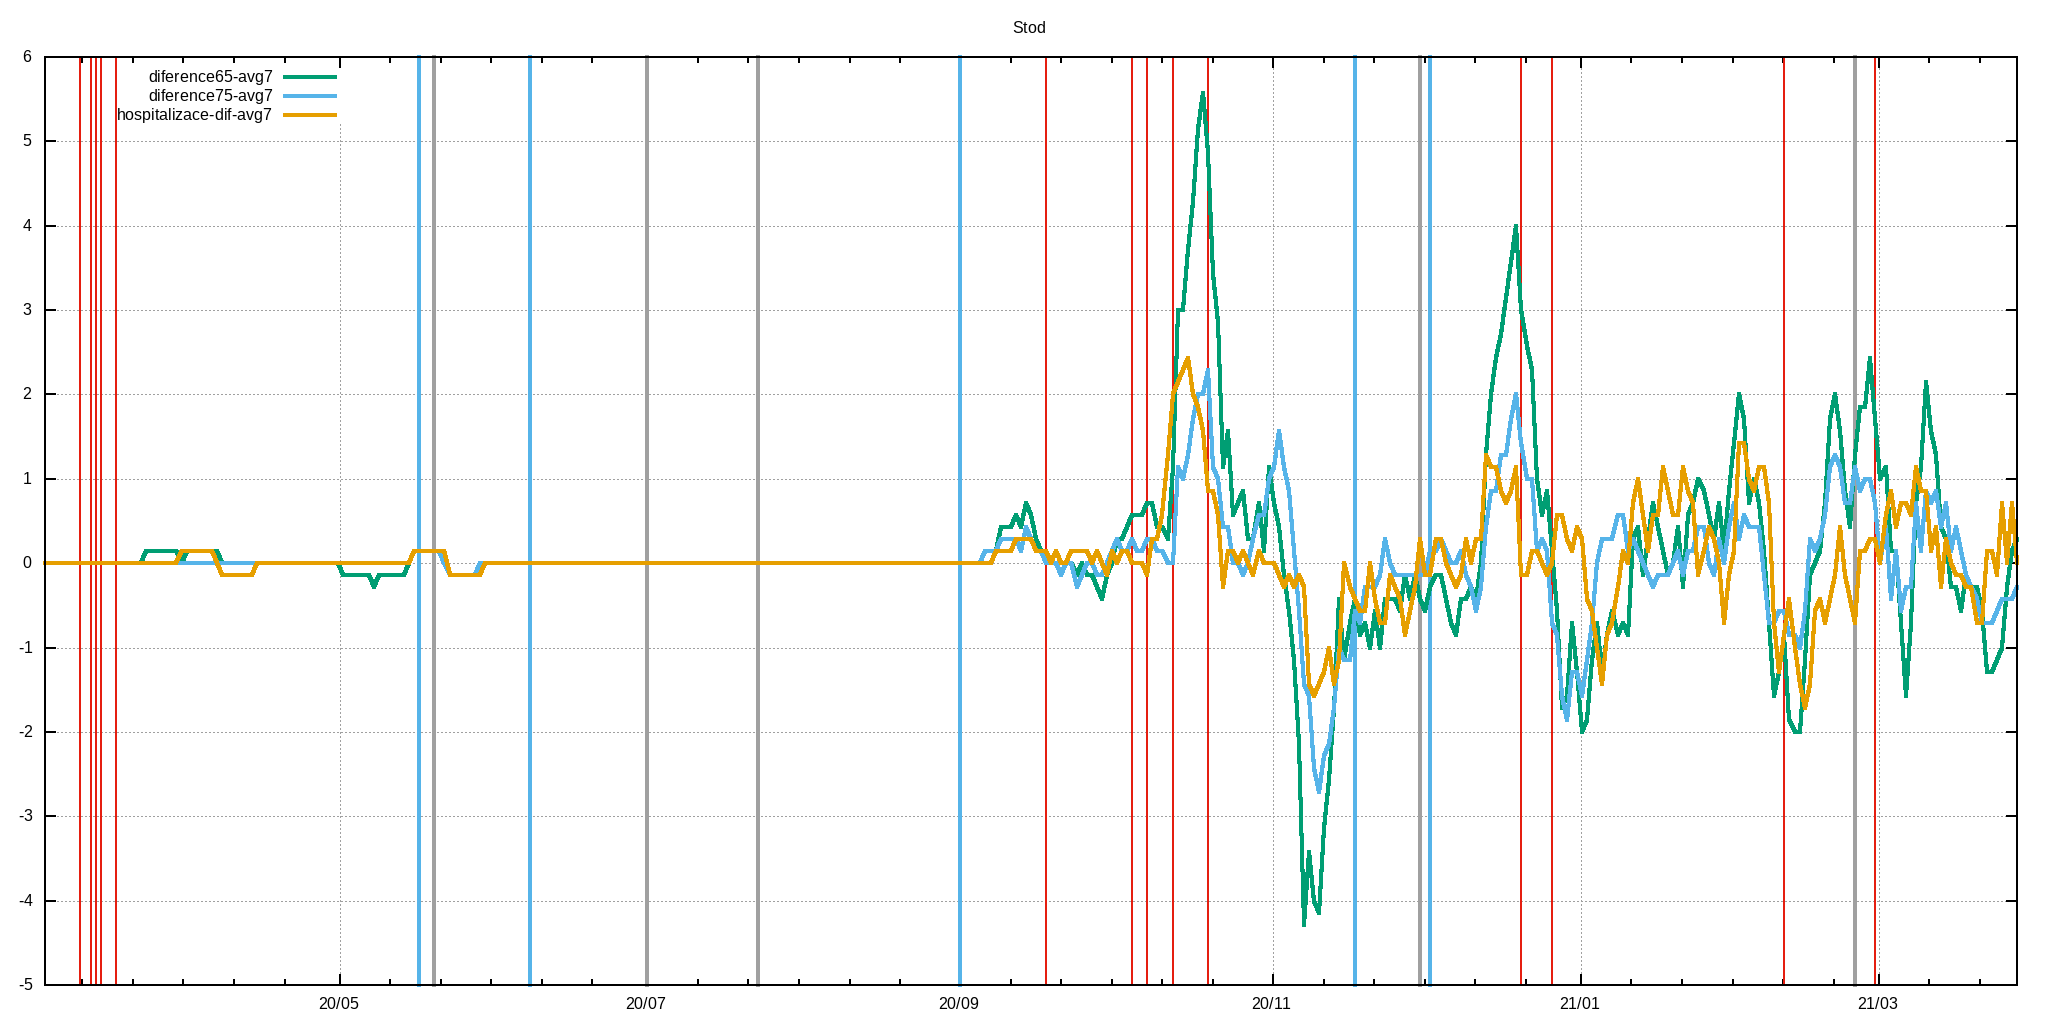 Stod
diference65-avg7
diference75-avg7
hospitalizace-dif-avg7
6
5
4
3
2
1
0
-1
-2
-3
-4
-5
20/05 20/07 20/09 20/11 21/01 21/03